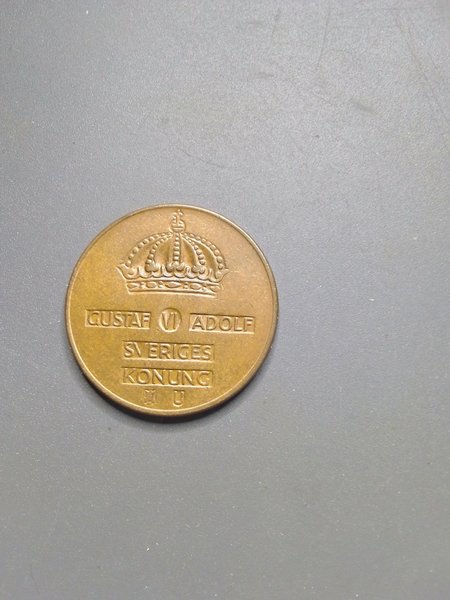 GUSTAF VI ADOLF
SVERIGES
KONUNG
U